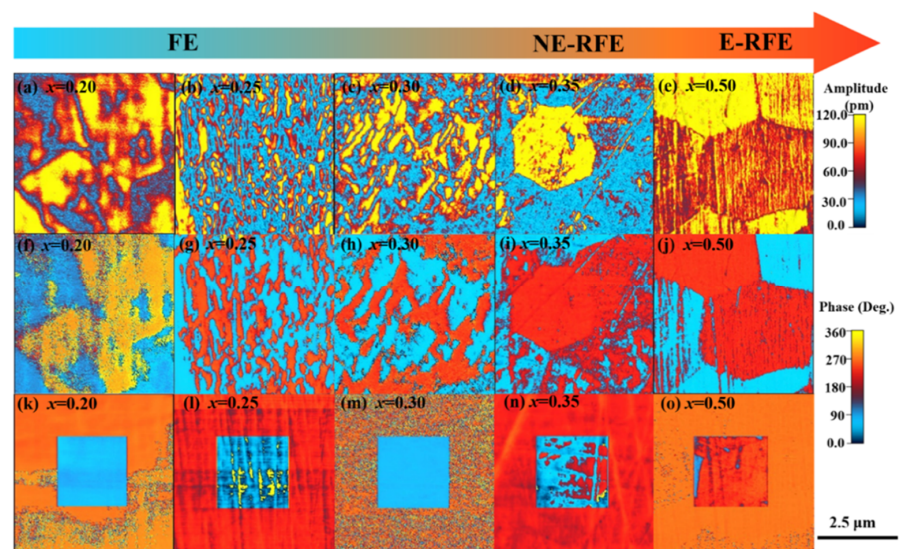 FE NE-RFE E-RFE
(a) x=0.20 (b) x=0.25 (c) x=0.30 (d) x=0.35 (e) x=0.50
Amplitude
(pm)
120.0
90.0
60.0
30.0
0.0
(f) x=0.20 (g) x=0.25 (h) x=0.30 (i) x=0.35 (j) x=0.50
Phase (Deg.)
360
270
180
90
0.0
(k) x=0.20 (l) x=0.25 (m) x=0.30 (n) x=0.35 (o) x=0.50
2.5 μm